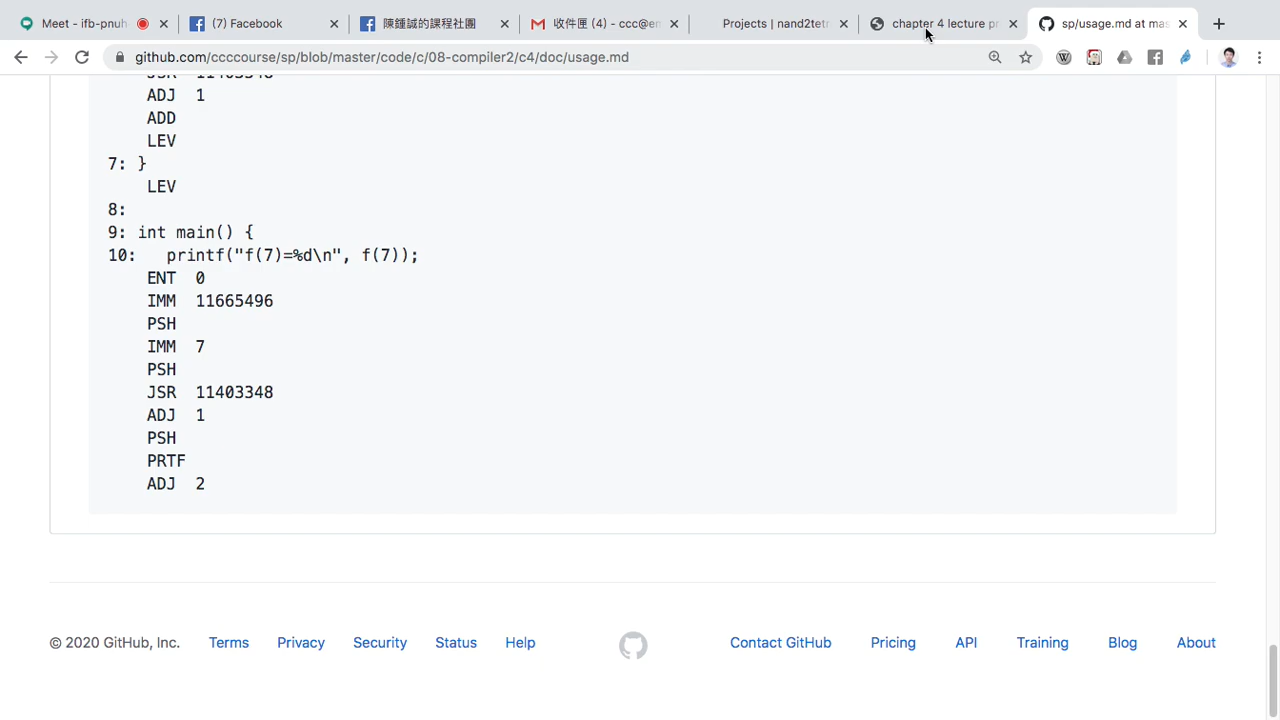 Meet - ifb-pnuh
(7) Facebook
陳鍾誠的課程社團
收件匣 (4) - ccc@en
Projects | nand2tetr
chapter 4 lecture pr
sp/usage.md at mas
github.com/ccccourse/sp/blob/master/code/c/08-compiler2/c4/doc/usage.md
JSR 11403348
ADJ 1
ADD
LEV
7: }
LEV
8:
9: int main() {
10: printf("f(7)=%d\n", f(7));
ENT 0
IMM 11665496
PSH
IMM 7
PSH
JSR 11403348
ADJ 1
PSH
PRTF
ADJ 2
© 2020 GitHub, Inc. Terms Privacy Security Status Help Contact GitHub Pricing API Training Blog About